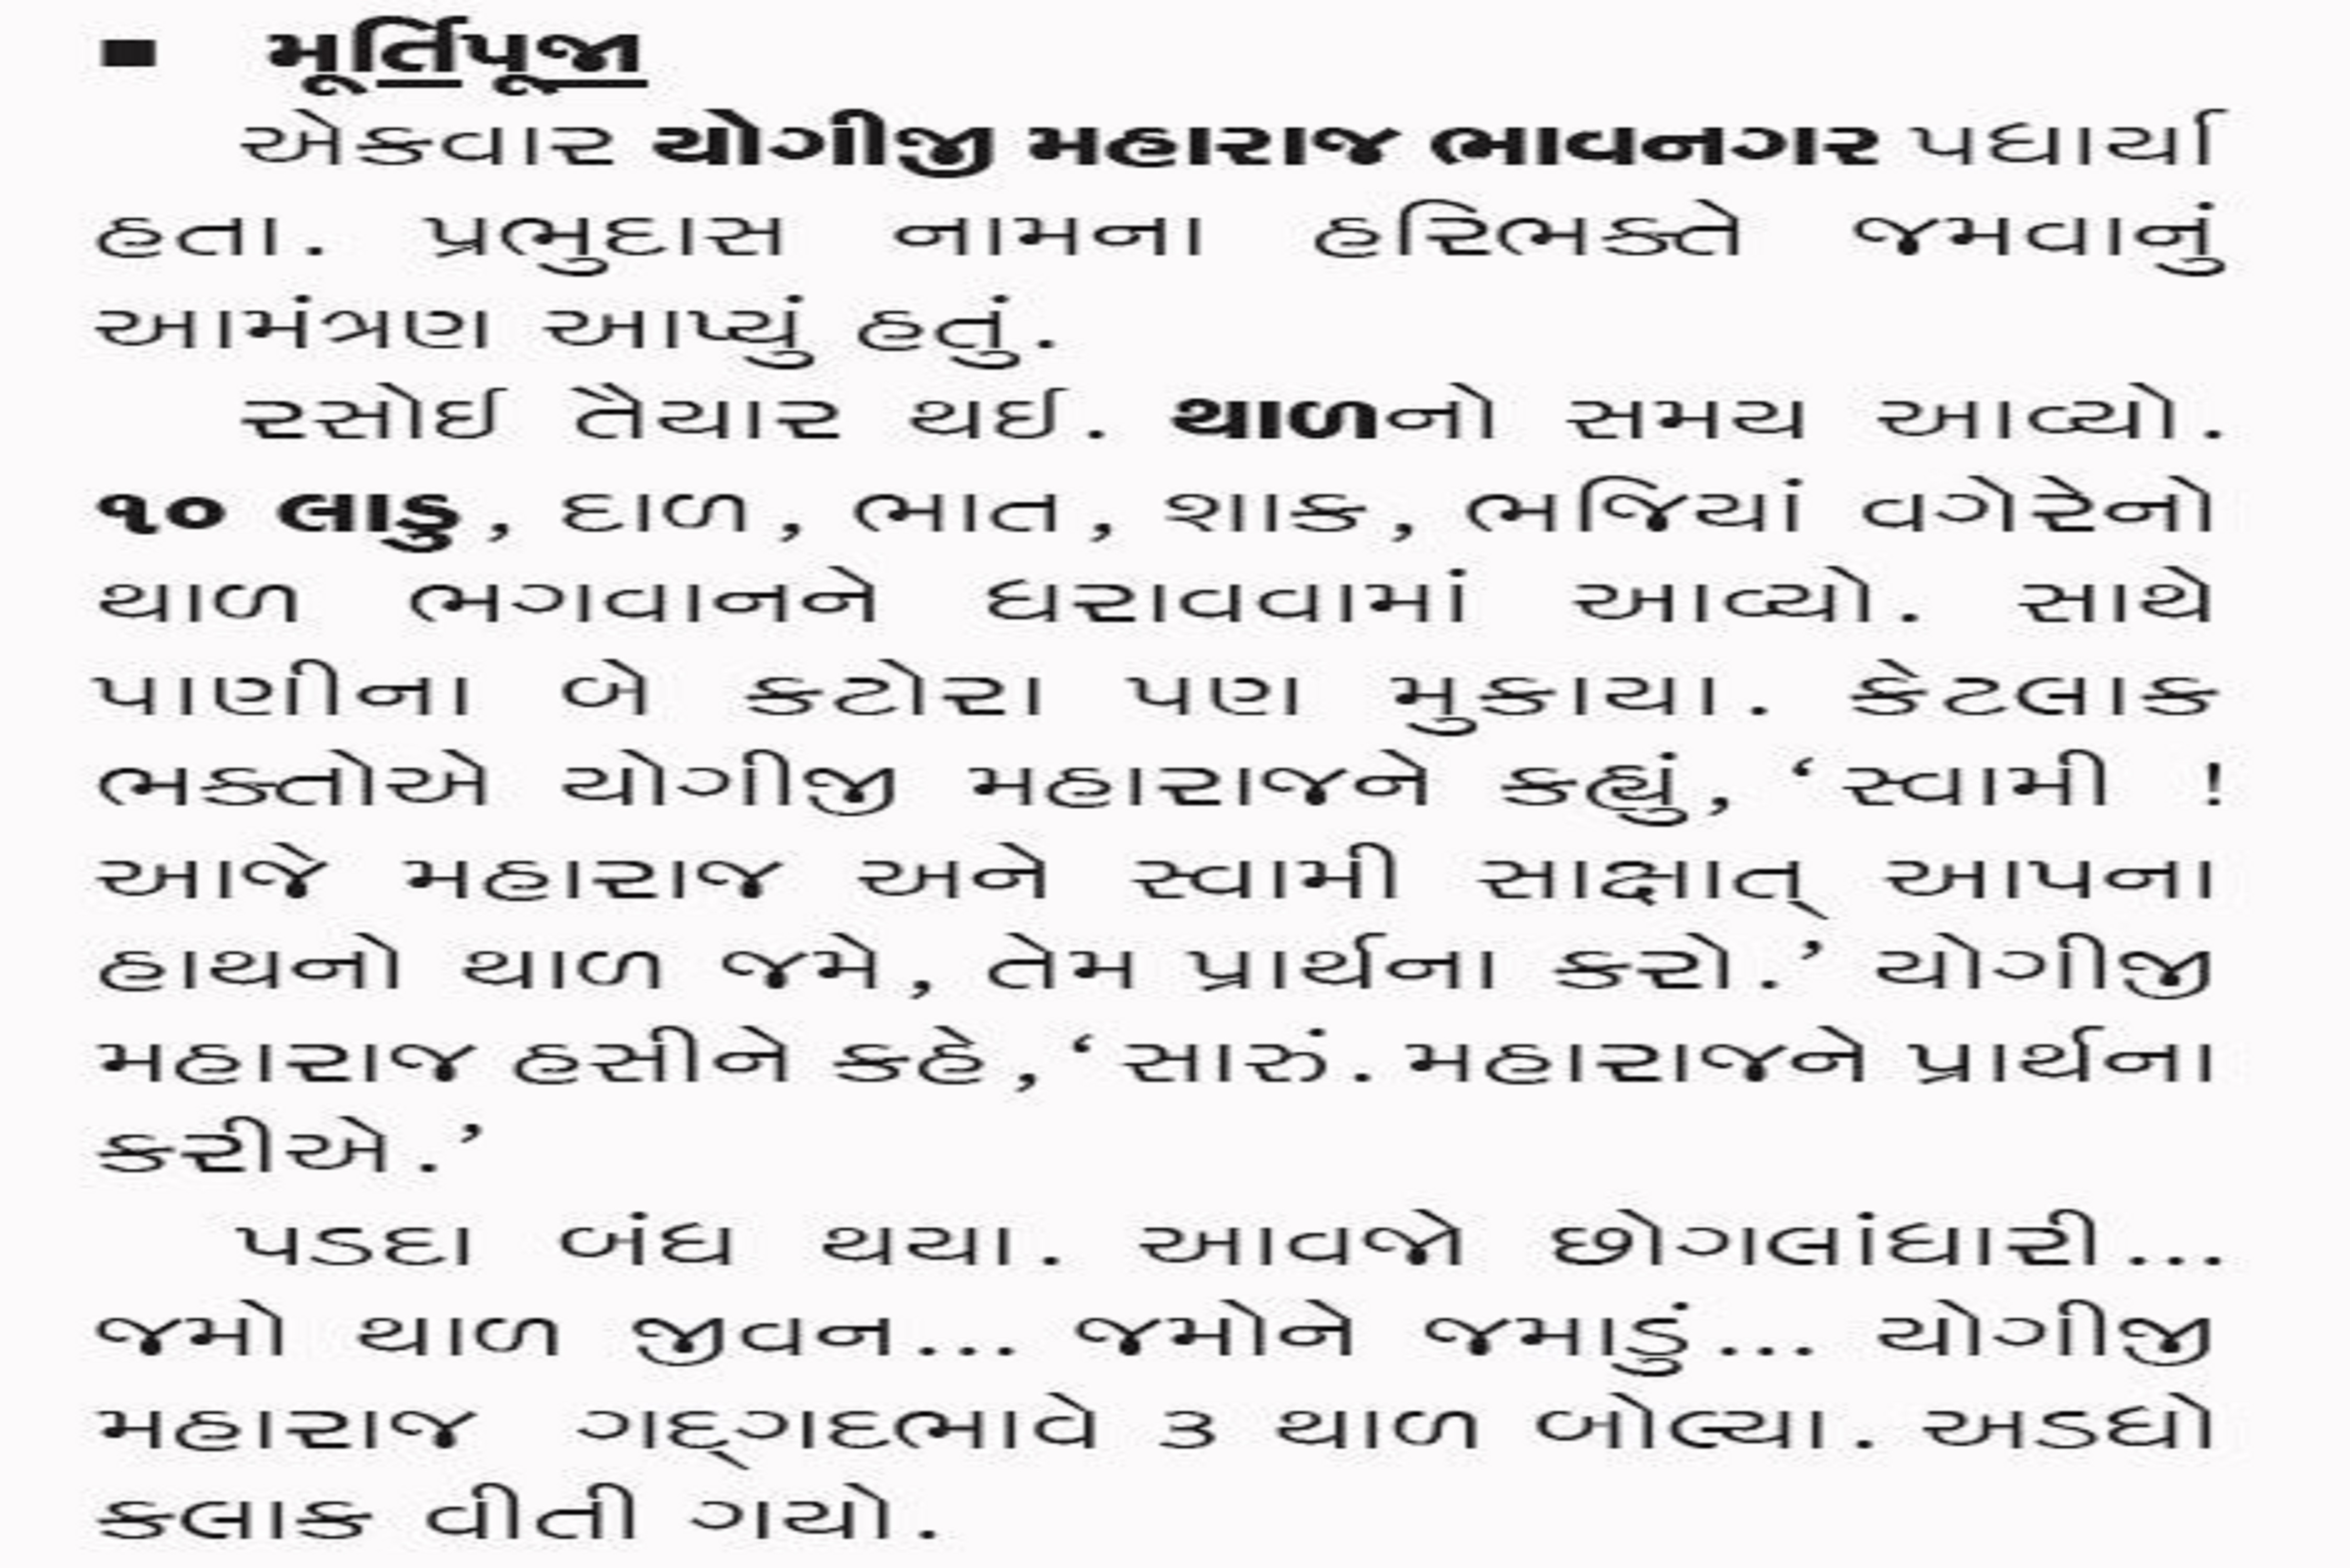 ■ મૂર્તિપૂજા
એકવાર યોગીજી મહારાજ ભાવનગર પધાર્યા
હતા. પ્રભુદાસ નામના હરિભક્તે જમવાનું
આમંત્રણ આપ્યું હતું.
રસોઈ તૈયાર થઈ. થાળનો સમય આવ્યો.
૧૦ લાડુ, દાળ, ભાત, શાક, ભજિયાં વગેરેનો
થાળ ભગવાનને ધરાવવામાં આવ્યો. સાથે
પાણીના બે કટોરા પણ મુકાયા. કેટલાક
ભક્તોએ યોગીજી મહારાજને કહ્યું, ‘સ્વામી !
આજે મહારાજ અને સ્વામી સાક્ષાત્ આપના
હાથનો થાળ જમે, તેમ પ્રાર્થના કરો.’ યોગીજી
મહારાજ હસીને કહે, ‘સારું. મહારાજને પ્રાર્થના
કરીએ.’
પડદા બંધ થયા. આવજો છોગલાંધારી...
જમો થાળ જીવન... જમોને જમાડું... યોગીજી
મહારાજ ગદ્‌ગદભાવે ૩ થાળ બોલ્યા. અડધો
કલાક વીતી ગયો.